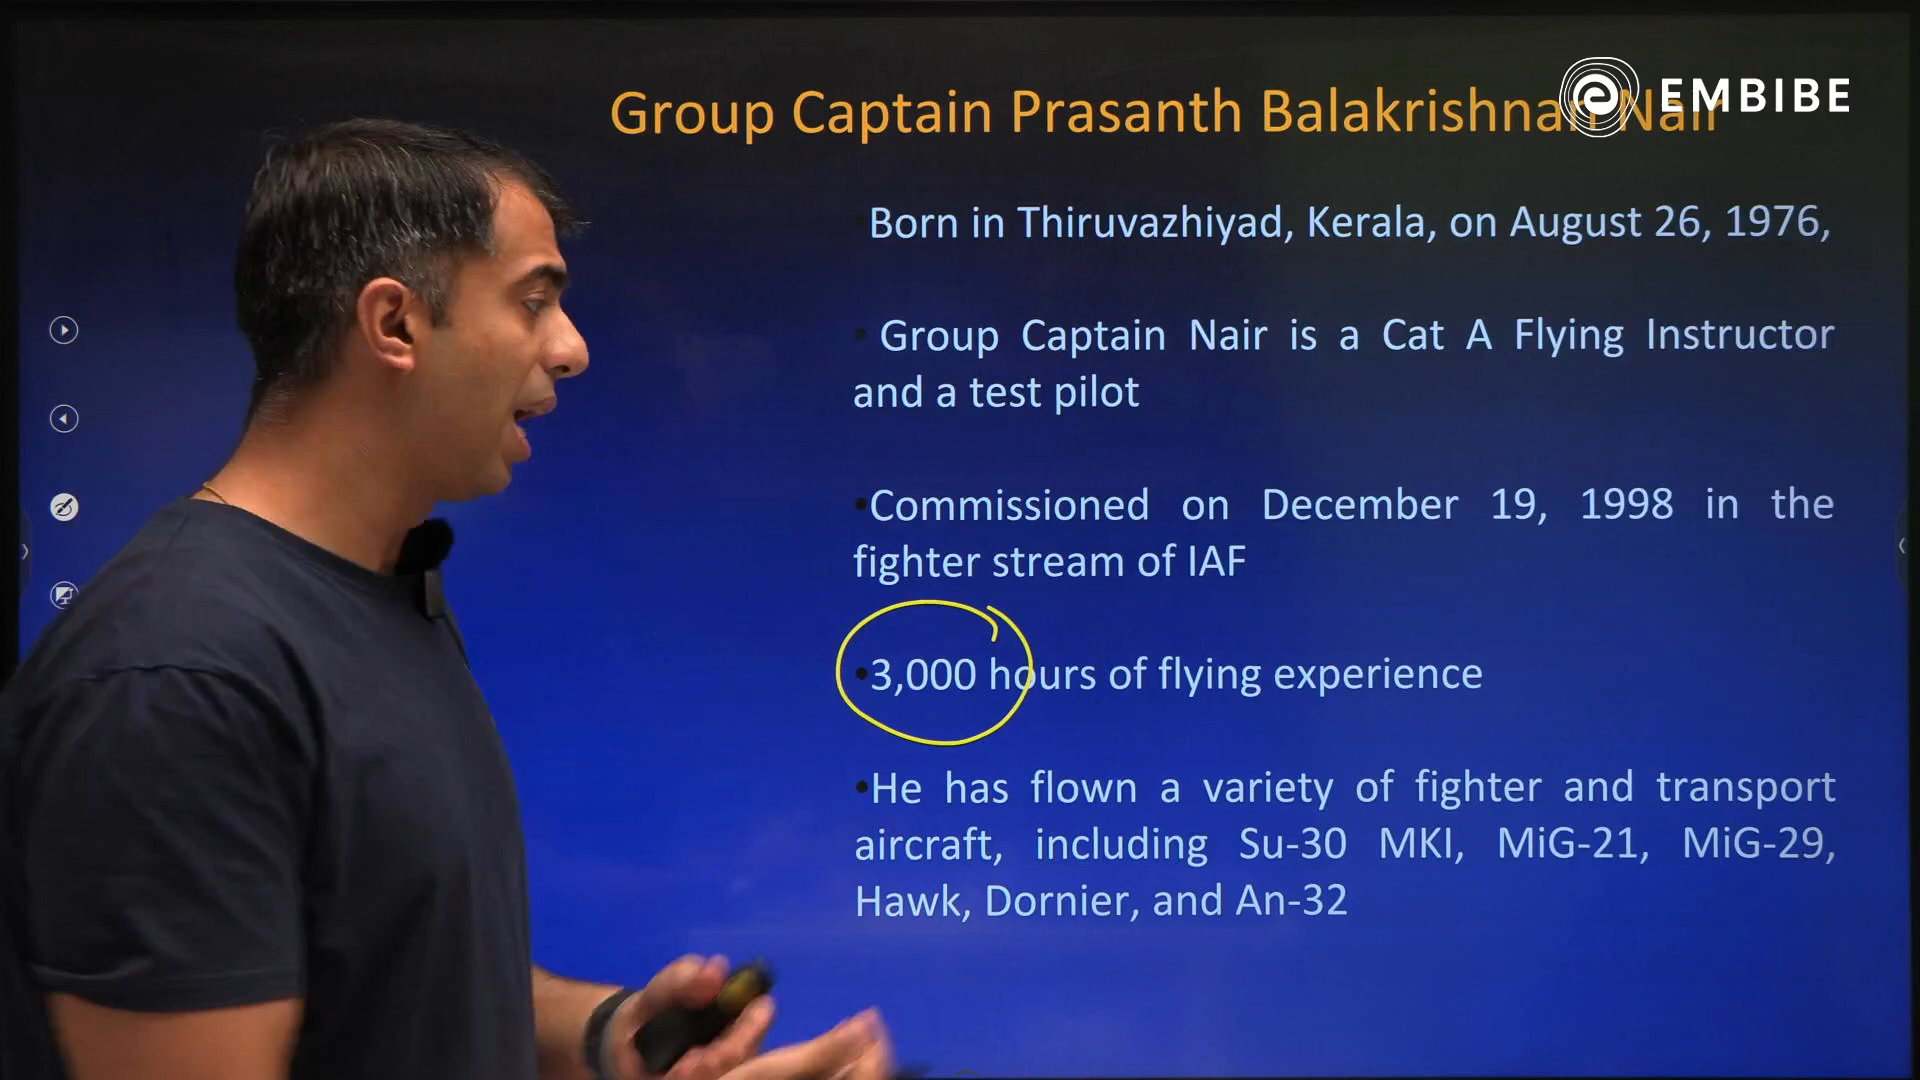 EMBIBE
Group Captain Prasanth Balakrishnan Nair
Born in Thiruvazhiyad, Kerala, on August 26, 1976,
• Group Captain Nair is a Cat A Flying Instructor
and a test pilot
•Commissioned on December 19, 1998 in the
fighter stream of IAF
•3,000 hours of flying experience
•He has flown a variety of fighter and transport
aircraft, including Su-30 MKI, MiG-21, MiG-29,
Hawk, Dornier, and An-32